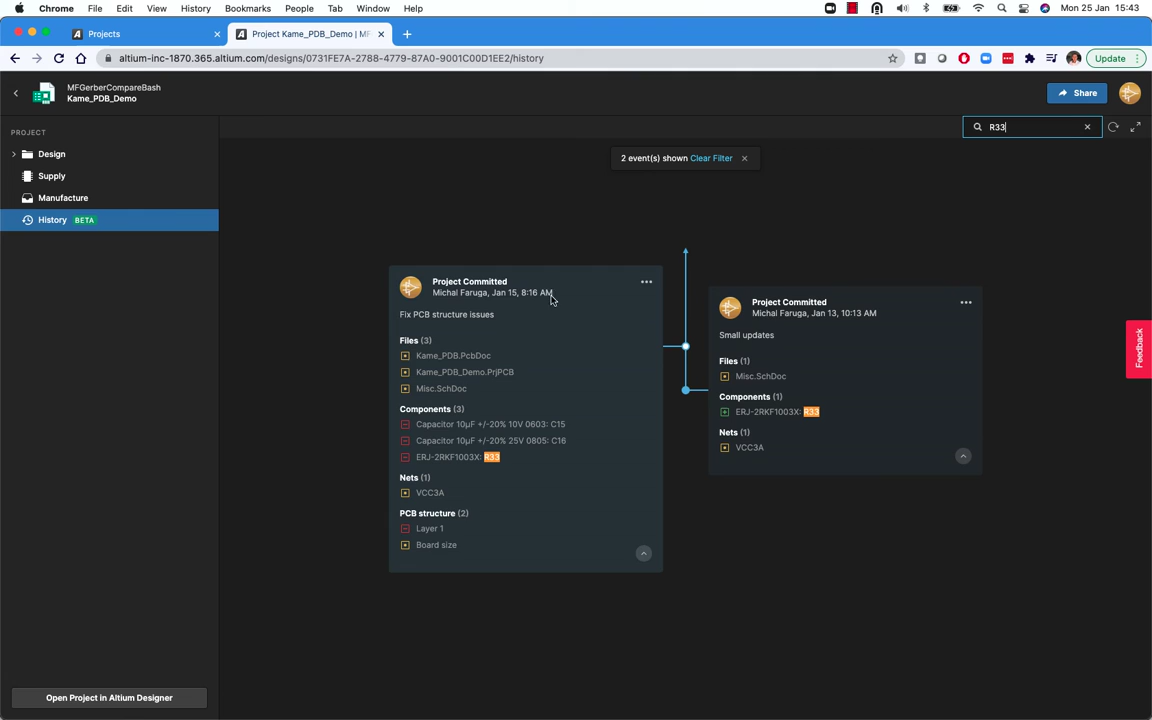 Chrome File Edit View History Bookmarks People Tab Window Help
Mon 25 Jan 15:43
Projects
Project Kame_PDB_Demo | MF
altium-inc-1870.365.altium.com/designs/0731FE7A-2788-4779-87A0-9001C00D1EE2/history
Update
MFGerberCompareBash
Kame_PDB_Demo
Share
PROJECT
Design
Supply
Manufacture
History BETA
R33
2 event(s) shown Clear Filter
Project Committed
Michal Faruga, Jan 15, 8:16 AM
Fix PCB structure issues
Files (3)
Kame_PDB.PcbDoc
Kame_PDB_Demo.PrjPCB
Misc.SchDoc
Components (3)
Capacitor 10µF +/-20% 10V 0603: C15
Capacitor 10µF +/-20% 25V 0805: C16
ERJ-2RKF1003X: R33
Nets (1)
VCC3A
PCB structure (2)
Layer 1
Board size
Project Committed
Michal Faruga, Jan 13, 10:13 AM
Small updates
Files (1)
Misc.SchDoc
Components (1)
ERJ-2RKF1003X: R33
Nets (1)
VCC3A
Feedback
Open Project in Altium Designer